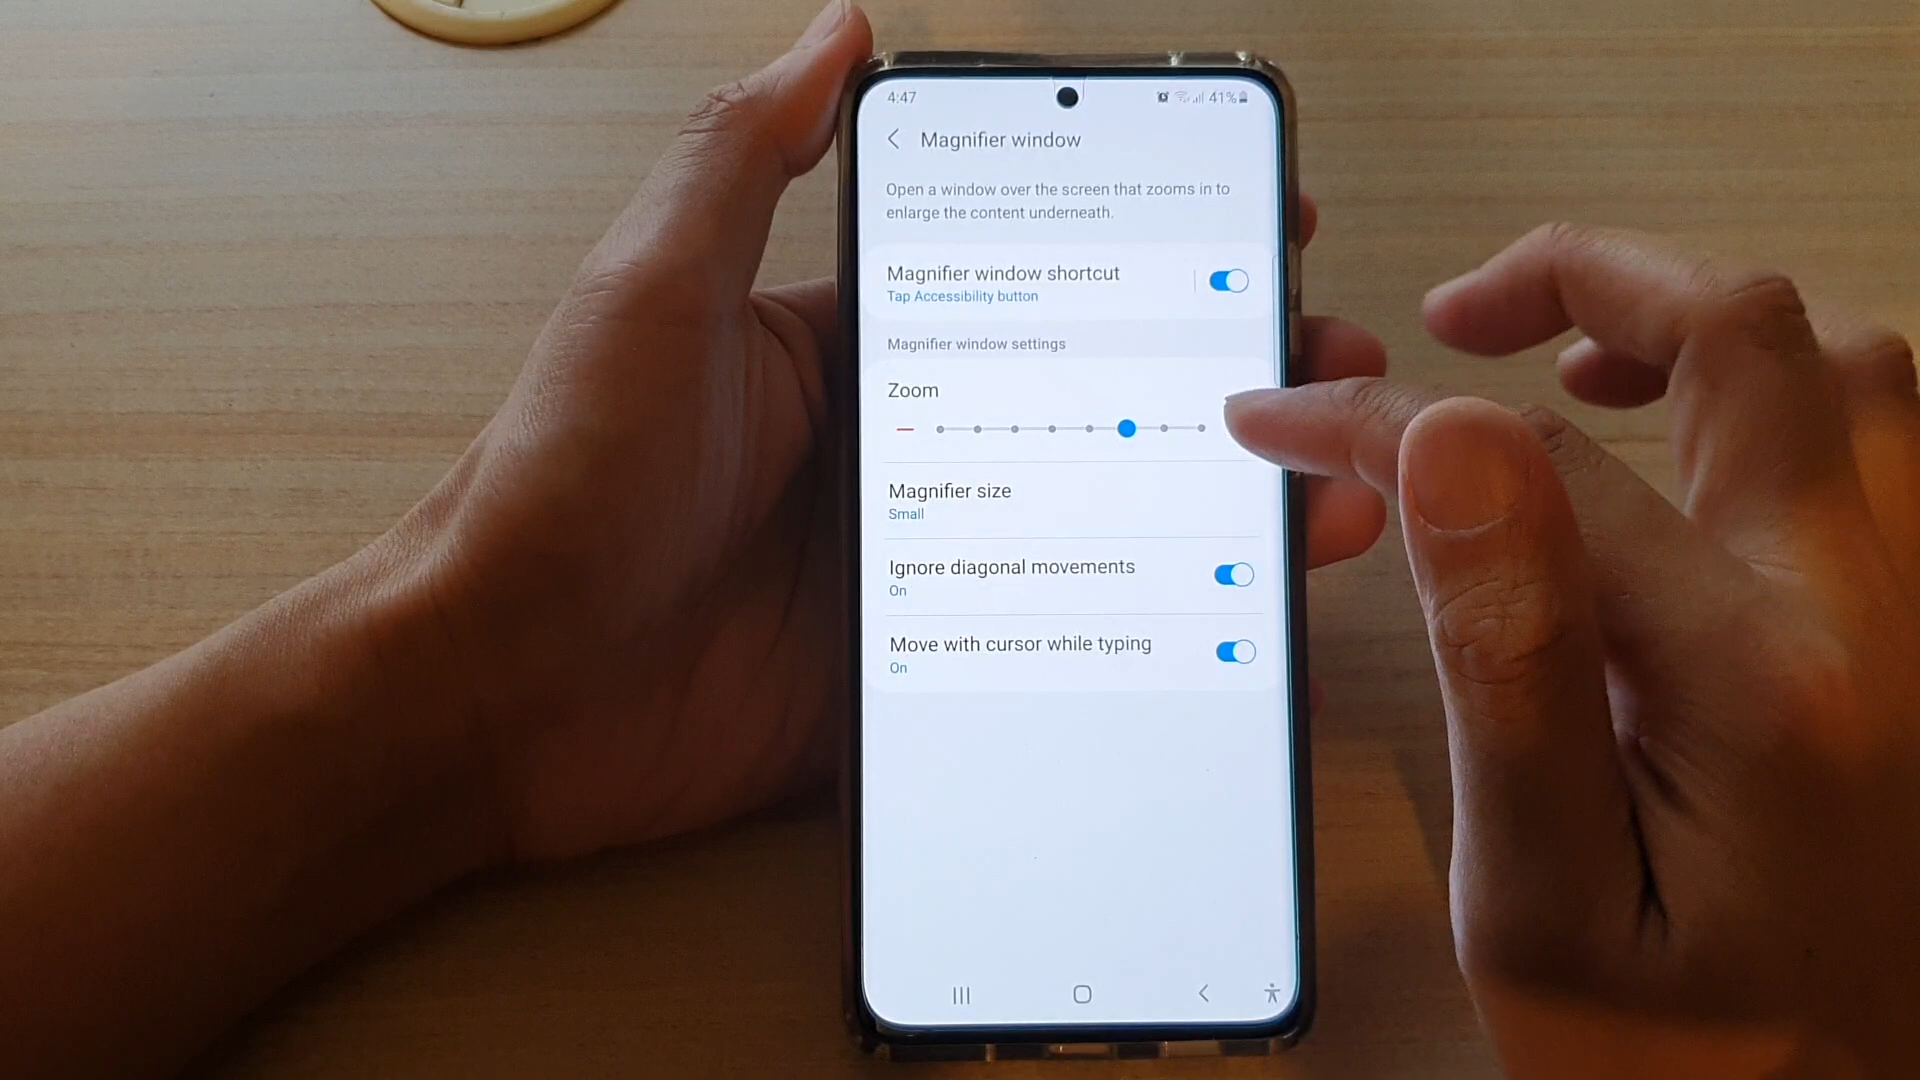 4:47
41%
Magnifier window
Open a window over the screen that zooms in to
enlarge the content underneath.
Magnifier window shortcut
Tap Accessibility button
Magnifier window settings
Zoom
Magnifier size
Small
Ignore diagonal movements
On
Move with cursor while typing
On